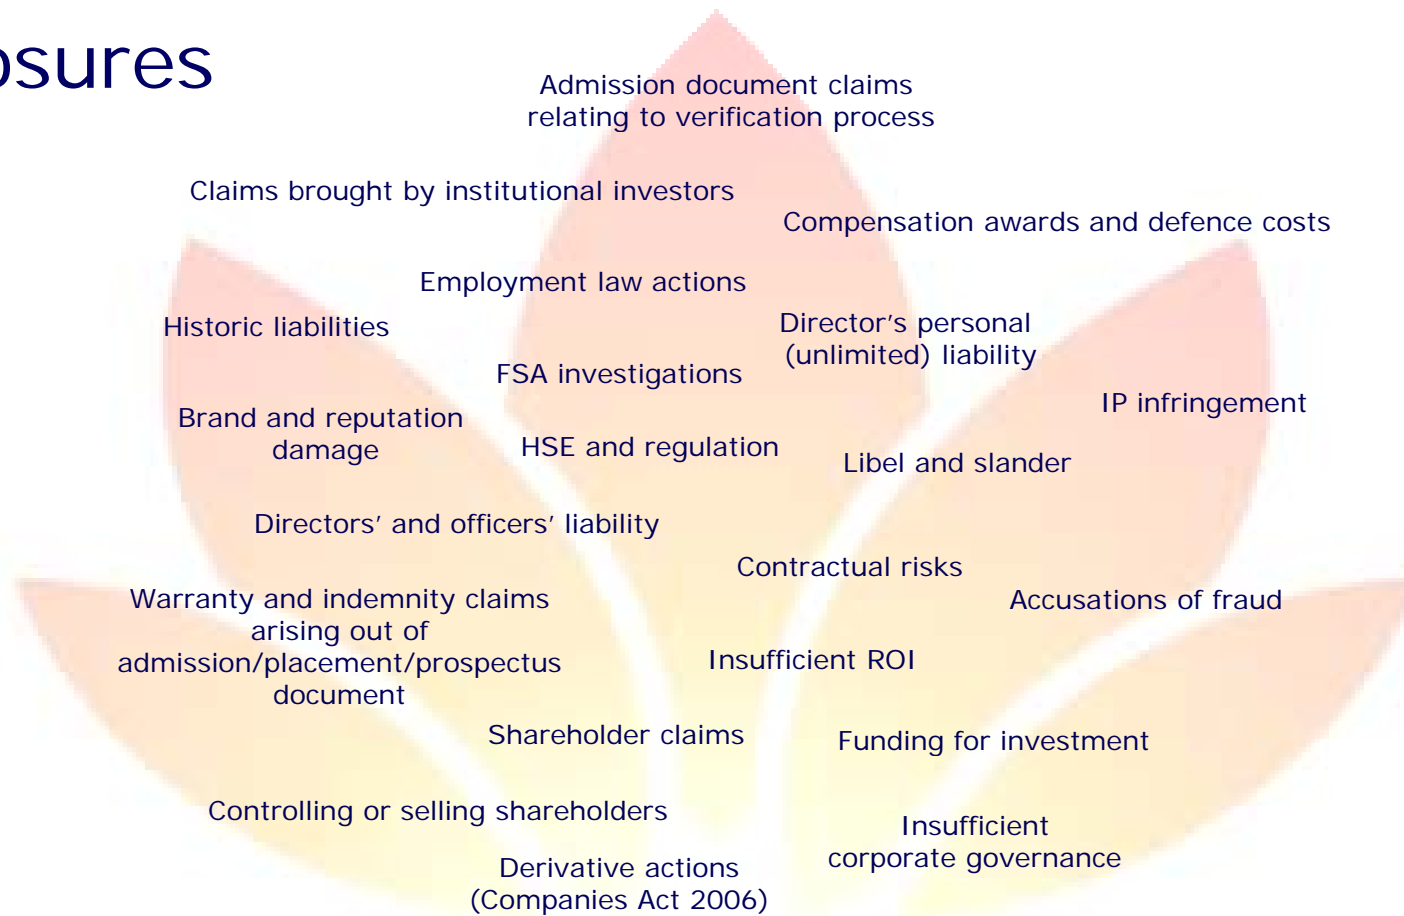 osures
Admission document claims
relating to verification process
Claims brought by institutional investors
Compensation awards and defence costs
Employment law actions
Historic liabilities
Director’s personal
(unlimited) liability
FSA investigations
IP infringement
Brand and reputation
damage
HSE and regulation
Libel and slander
Directors’ and officers’ liability
Contractual risks
Warranty and indemnity claims
arising out of
admission/placement/prospectus
document
Accusations of fraud
Insufficient ROI
Shareholder claims
Funding for investment
Controlling or selling shareholders
Insufficient
corporate governance
Derivative actions
(Companies Act 2006)